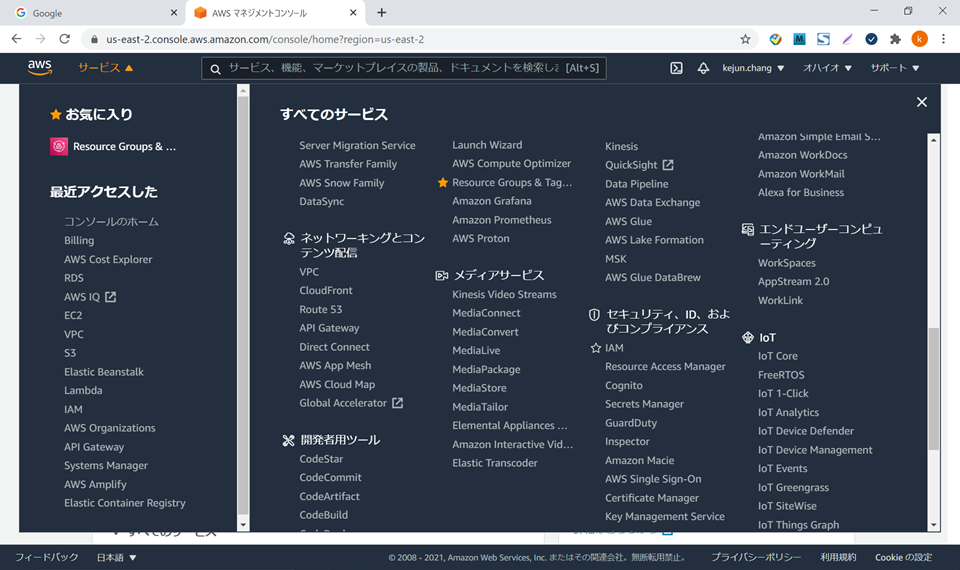 Google
AWS マネジメントコンソール
us-east-2.console.aws.amazon.com/console/home?region=us-east-2
aws
サービス
サービス、機能、マーケットプレイスの製品、ドキュメントを検索しま [Alt+S]
kejun.chang
オハイオ
サポート
お気に入り
Resource Groups & ...
最近アクセスした
コンソールのホーム
Billing
AWS Cost Explorer
RDS
AWS IQ
EC2
VPC
S3
Elastic Beanstalk
Lambda
IAM
AWS Organizations
API Gateway
Systems Manager
AWS Amplify
Elastic Container Registry
すべてのサービス
Server Migration Service
AWS Transfer Family
AWS Snow Family
DataSync
ネットワーキングとコン
テンツ配信
VPC
CloudFront
Route 53
API Gateway
Direct Connect
AWS App Mesh
AWS Cloud Map
Global Accelerator
開発者用ツール
CodeStar
CodeCommit
CodeArtifact
CodeBuild
Launch Wizard
AWS Compute Optimizer
Resource Groups & Tag...
Amazon Grafana
Amazon Prometheus
AWS Proton
メディアサービス
Kinesis Video Streams
MediaConnect
MediaConvert
MediaLive
MediaPackage
MediaStore
MediaTailor
Elemental Appliances ...
Amazon Interactive Vid...
Elastic Transcoder
Kinesis
QuickSight
Data Pipeline
AWS Data Exchange
AWS Glue
AWS Lake Formation
MSK
AWS Glue DataBrew
セキュリティ、ID、およ
びコンプライアンス
IAM
Resource Access Manager
Cognito
Secrets Manager
GuardDuty
Inspector
Amazon Macie
AWS Single Sign-On
Certificate Manager
Key Management Service
Amazon Simple Email S...
Amazon WorkDocs
Amazon WorkMail
Alexa for Business
エンドユーザーコンピュ
ーティング
WorkSpaces
AppStream 2.0
WorkLink
IoT
IoT Core
FreeRTOS
IoT 1-Click
IoT Analytics
IoT Device Defender
IoT Device Management
IoT Events
IoT Greengrass
IoT SiteWise
IoT Things Graph
すべてのサービス
フィードバック
日本語
© 2008 - 2021, Amazon Web Services, Inc. またはその関連会社。無断転用禁止。
プライバシーポリシー
利用規約
Cookie の設定